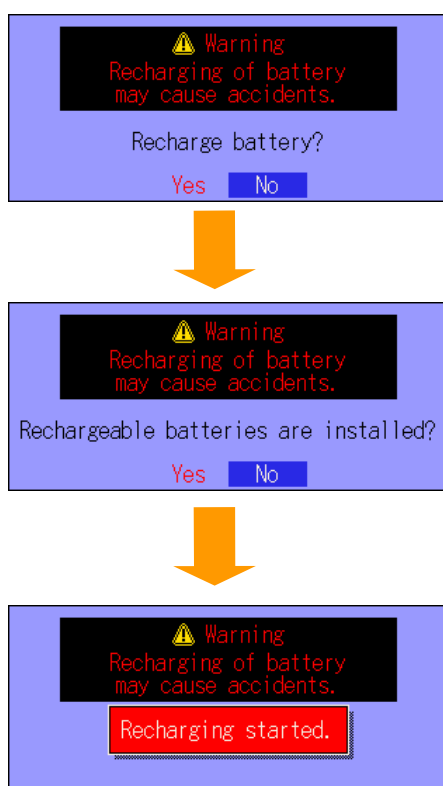 Warning
Recharging of battery
may cause accidents.
Recharge battery?
Yes No
Warning
Recharging of battery
may cause accidents.
Rechargeable batteries are installed?
Yes No
Warning
Recharging of battery
may cause accidents.
Recharging started.